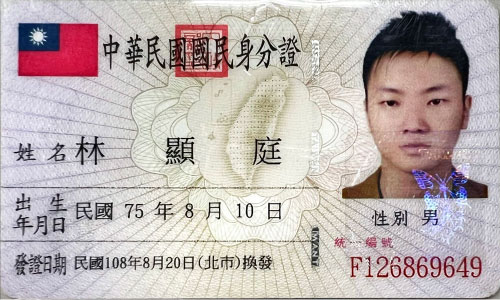 中華民國國民身分證
姓名 林 顯 庭
出生年月日 民國 75 年 8 月 10 日
性別 男
統一編號
發證日期 民國108年8月20日(北市)換發
F126869649